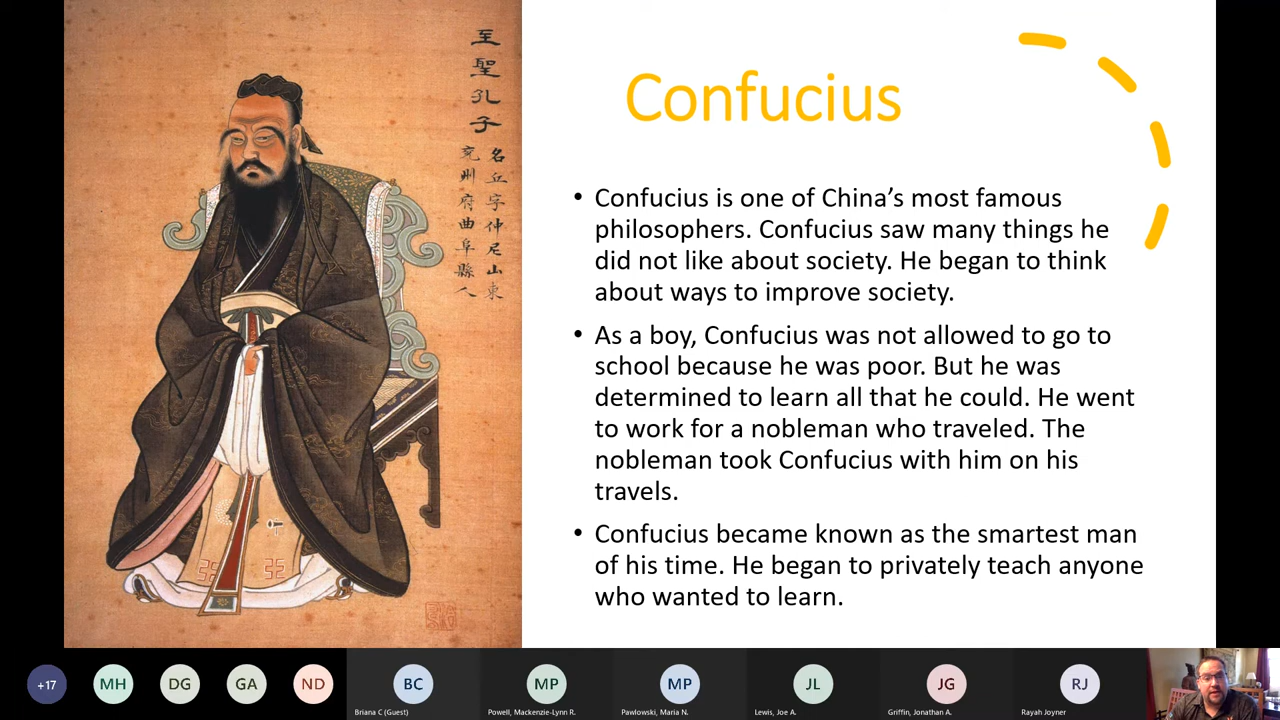 至聖孔子
名丘字仲尼山東
兗州府曲阜縣人
Confucius
• Confucius is one of China’s most famous
philosophers. Confucius saw many things he
did not like about society. He began to think
about ways to improve society.
• As a boy, Confucius was not allowed to go to
school because he was poor. But he was
determined to learn all that he could. He went
to work for a nobleman who traveled. The
nobleman took Confucius with him on his
travels.
• Confucius became known as the smartest man
of his time. He began to privately teach anyone
who wanted to learn.
+17
MH
DG
GA
ND
BC
MP
MP
JL
JG
RJ
Briana C (Guest)
Powell, Mackenzie-Lynn R.
Pawlowski, Maria N.
Lewis, Joe A.
Griffin, Jonathan A.
Rayah Joyner